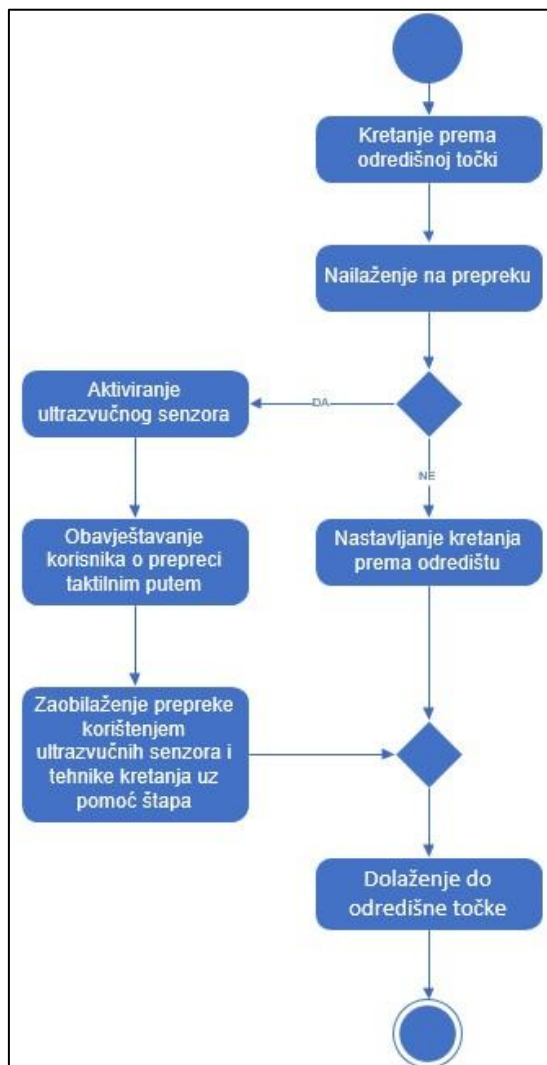 Kretanje prema
odredišnoj točki
Nailaženje na prepreku
DA
Aktiviranje
ultrazvučnog senzora
NE
Obavještavanje
korisnika o prepreci
taktilnim putem
Nastavljanje kretanja
prema odredištu
Zaobilaženje prepreke
korištenjem
ultrazvučnih senzora i
tehnike kretanja uz
pomoć štapa
Dolaženje do
odredišne točke